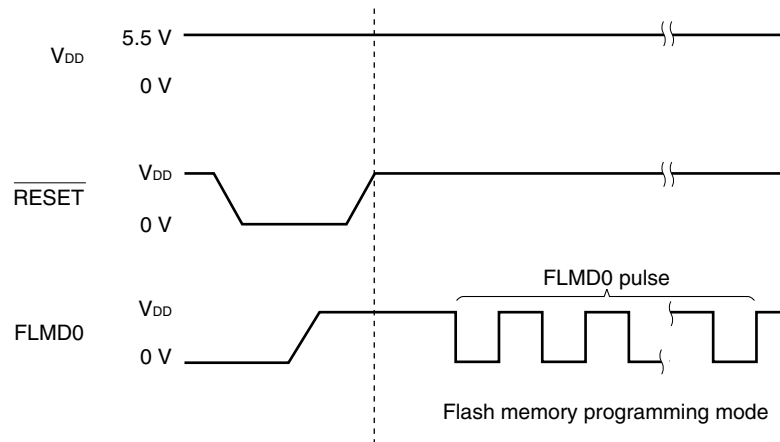 5.5 V
VDD
0 V
VDD
RESET
0 V
FLMD0 pulse
VDD
FLMD0
0 V
Flash memory programming mode